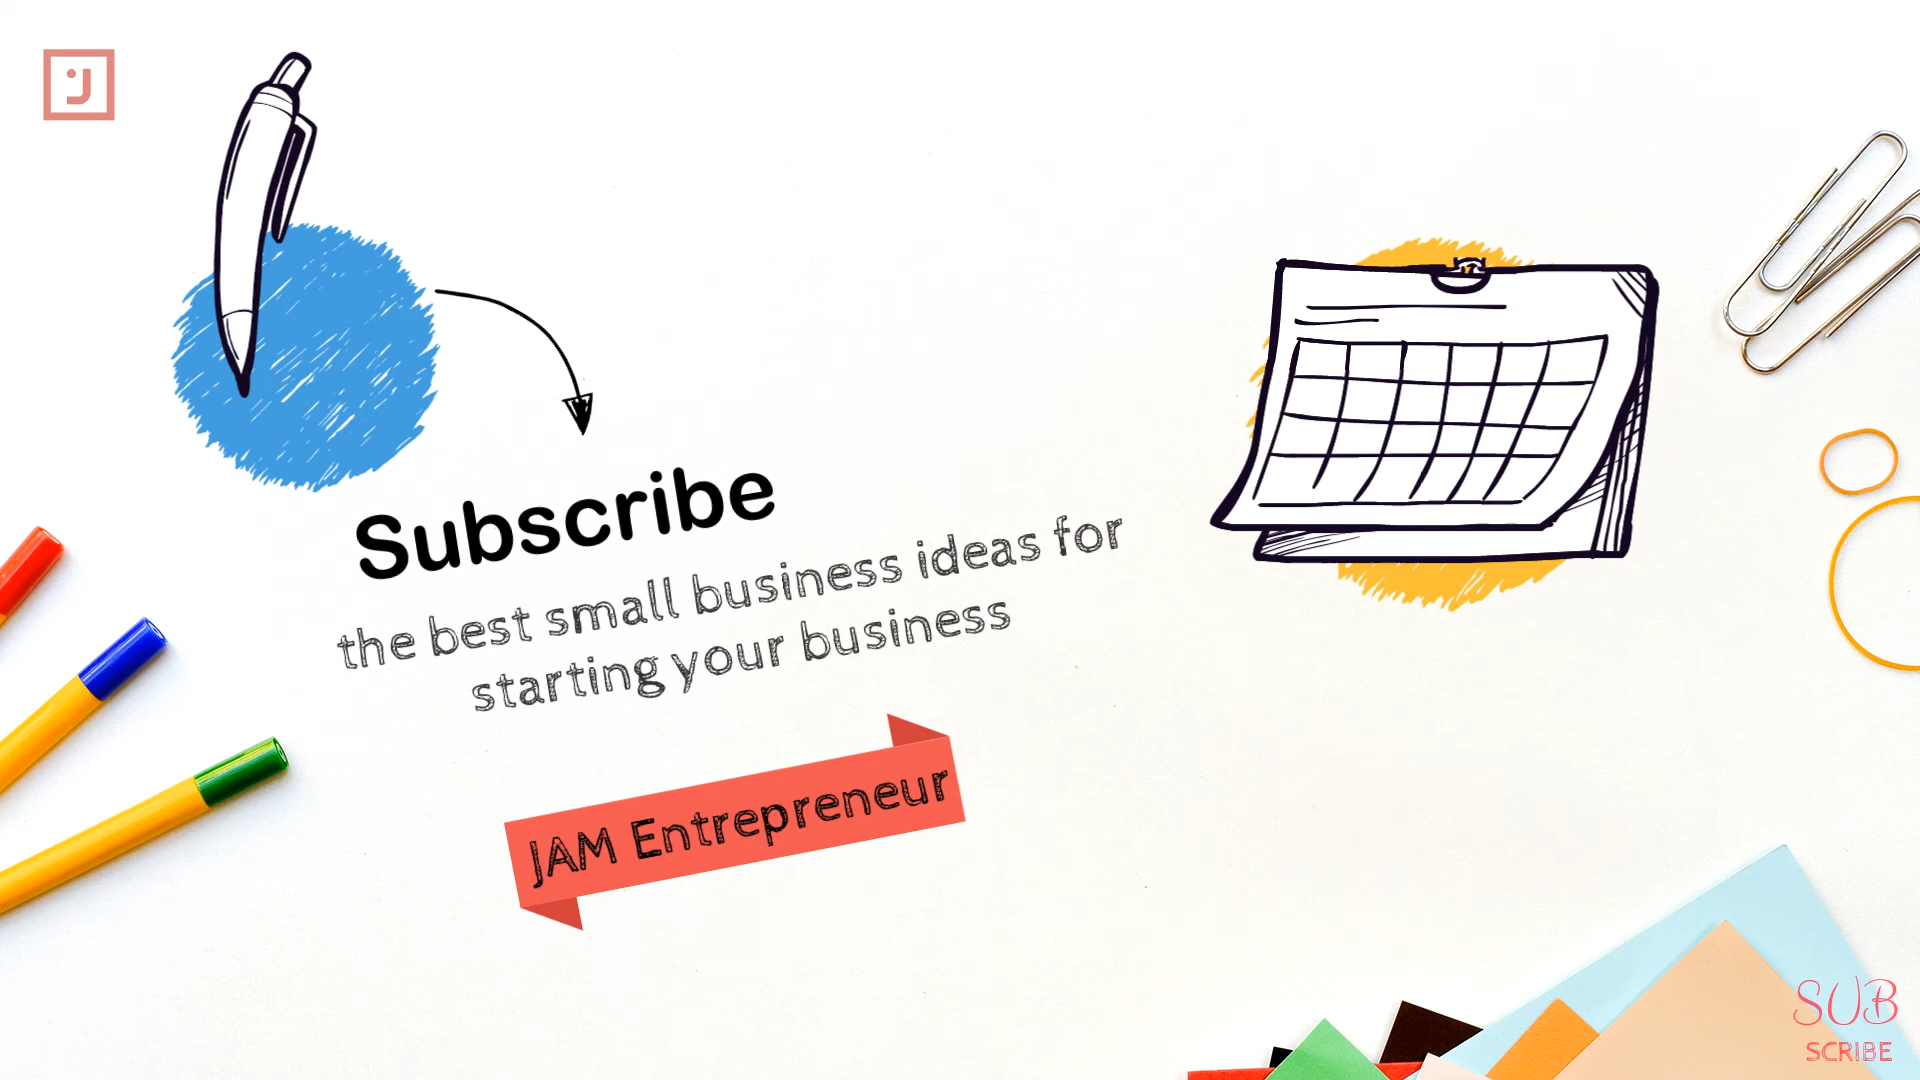 Subscribe
the best small business ideas for
starting your business
JAM Entrepreneur
SUB
SCRIBE